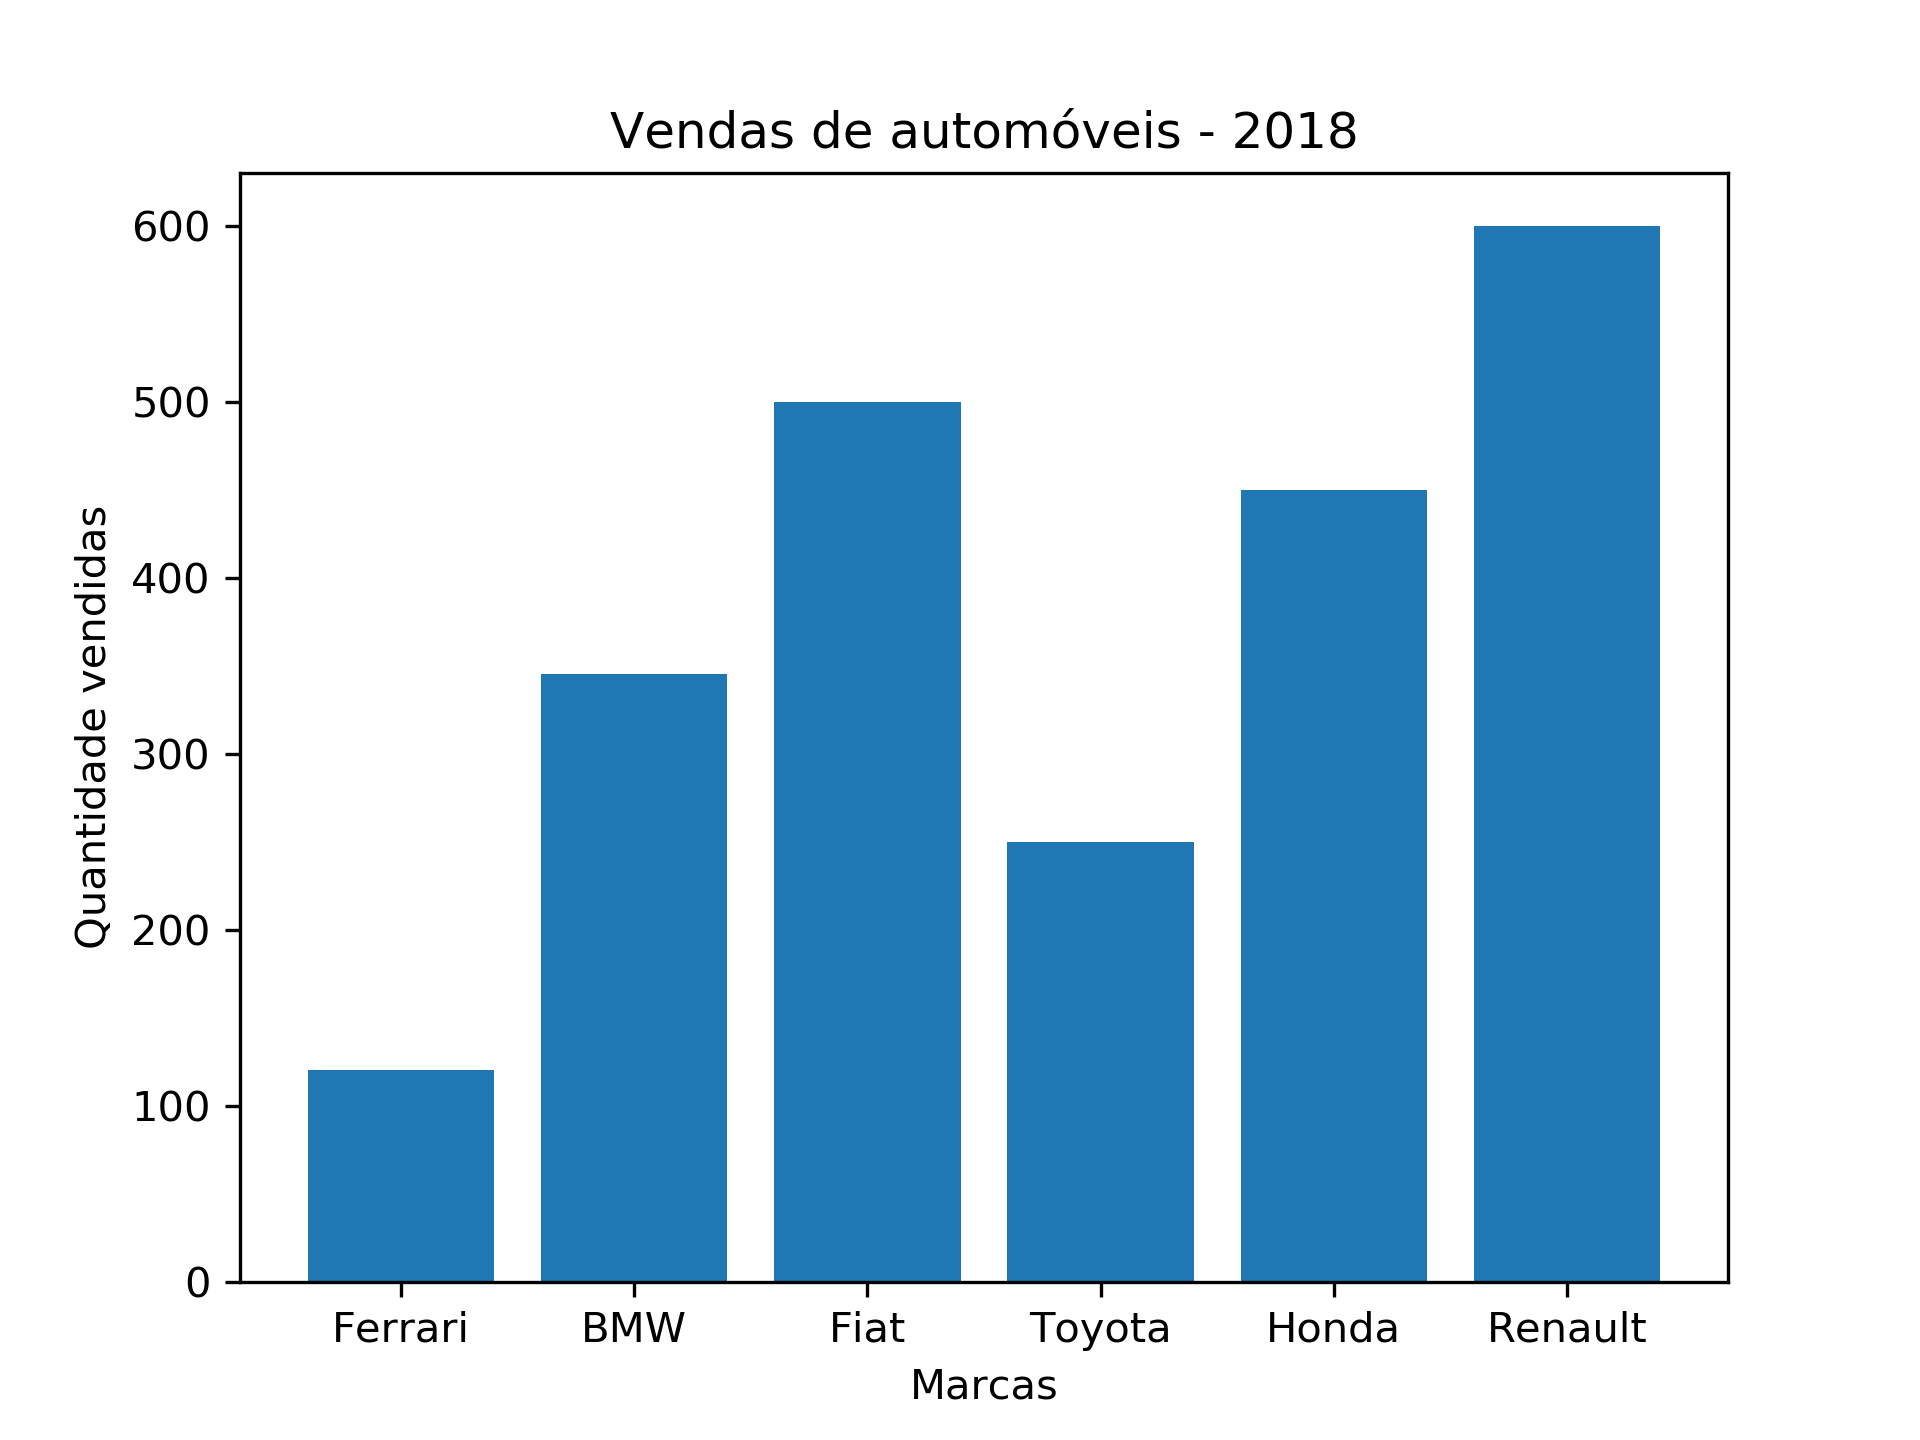 Vendas de automóveis - 2018
600
500
400
300
200
100
0
Quantidade vendidas
Ferrari BMW Fiat Toyota Honda Renault
Marcas